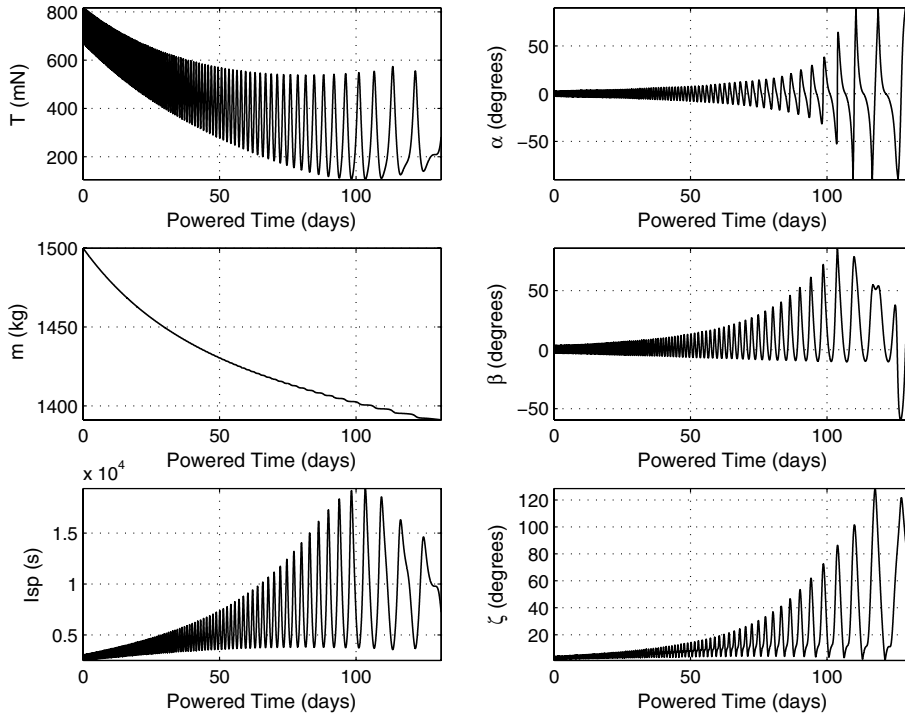 800
600
400
200
T (mN)
0 50 100
Powered Time (days)
50
0
−50
α (degrees)
0 50 100
Powered Time (days)
1500
1450
1400
m (kg)
0 50 100
Powered Time (days)
50
0
−50
β (degrees)
0 50 100
Powered Time (days)
x 10⁴
1.5
1
0.5
Isp (s)
0 50 100
Powered Time (days)
120
100
80
60
40
20
ζ (degrees)
0 50 100
Powered Time (days)